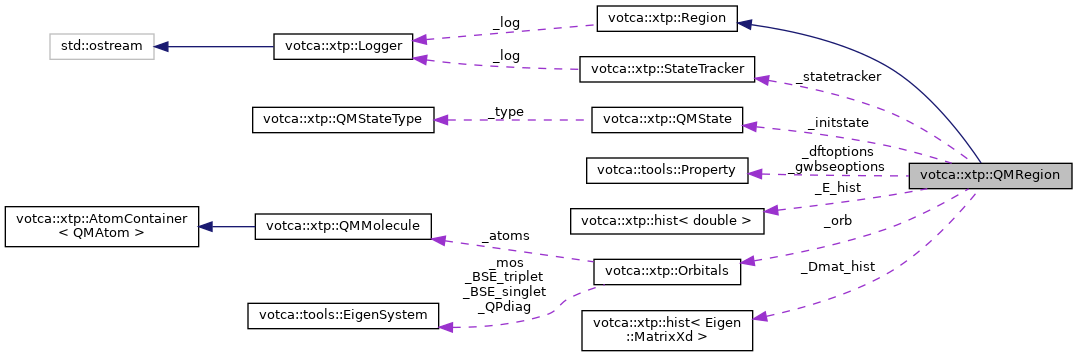 votca::xtp::Region
_log
std::ostream
votca::xtp::Logger
_log
votca::xtp::StateTracker
_statetracker
votca::xtp::QMStateType
_type
votca::xtp::QMState
_initstate
_dftoptions
_gwbseoptions
votca::tools::Property
votca::xtp::QMRegion
_E_hist
votca::xtp::hist< double >
votca::xtp::AtomContainer
< QMAtom >
votca::xtp::QMMolecule
_atoms
_orb
votca::xtp::Orbitals
_mos
_BSE_triplet
_BSE_singlet
_QPdiag
_Dmat_hist
votca::tools::EigenSystem
votca::xtp::hist< Eigen
::MatrixXd >